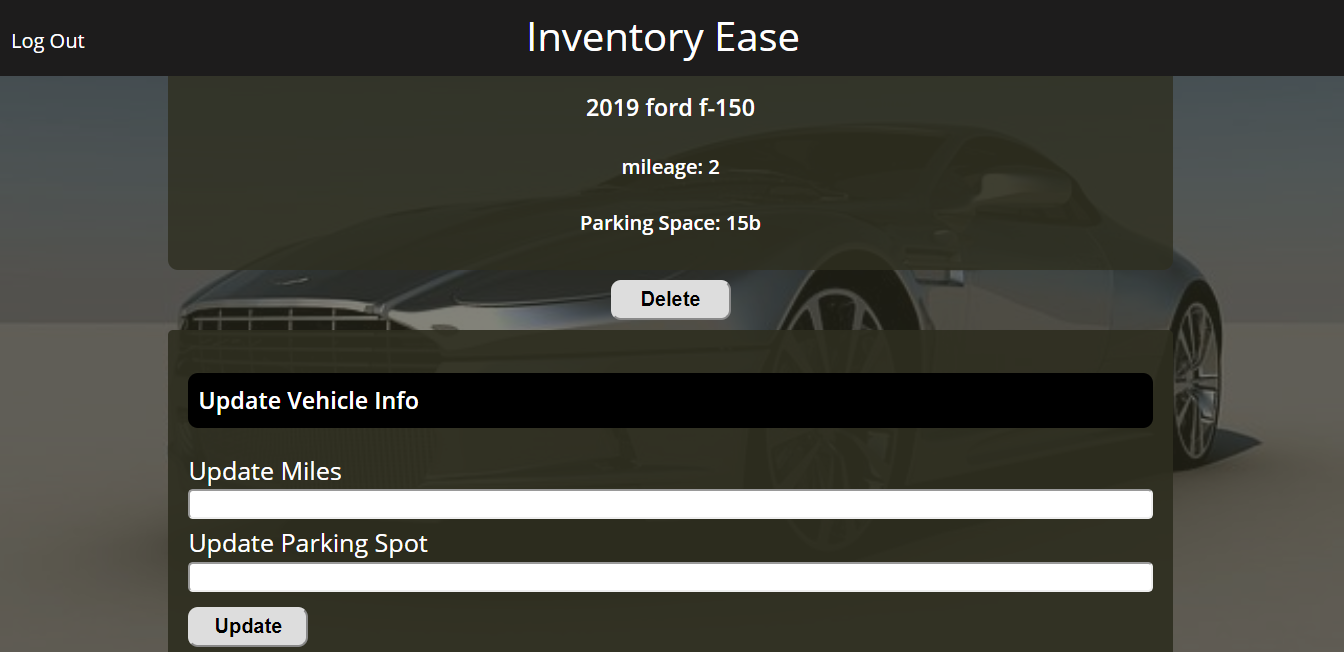 Log Out
Inventory Ease
2019 ford f-150
mileage: 2
Parking Space: 15b
Delete
Update Vehicle Info
Update Miles
Update Parking Spot
Update